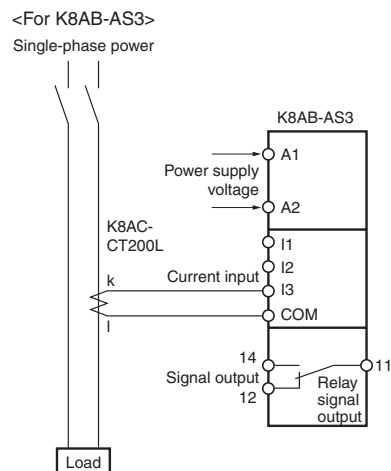 <For K8AB-AS3>
Single-phase power
K8AB-AS3
A1
Power supply
voltage
A2
K8AC-
CT200L
I1
I2
k
Current input
I3
COM
l
14
11
Signal output
12
Relay
signal
output
Load